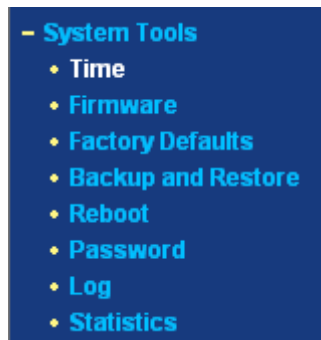 – System Tools
• Time
• Firmware
• Factory Defaults
• Backup and Restore
• Reboot
• Password
• Log
• Statistics